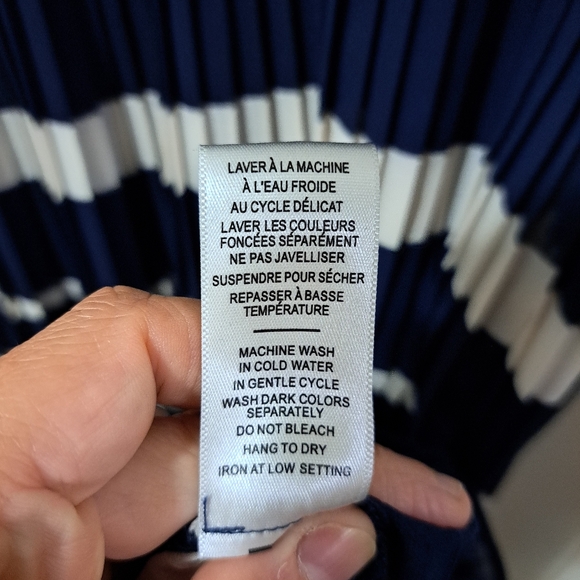 LAVER À LA MACHINE
À L'EAU FROIDE
AU CYCLE DÉLICAT
LAVER LES COULEURS
FONCÉES SÉPARÉMENT
NE PAS JAVELLISER
SUSPENDRE POUR SÉCHER
REPASSER À BASSE
TEMPÉRATURE
MACHINE WASH
IN COLD WATER
IN GENTLE CYCLE
WASH DARK COLORS
SEPARATELY
DO NOT BLEACH
HANG TO DRY
IRON AT LOW SETTING